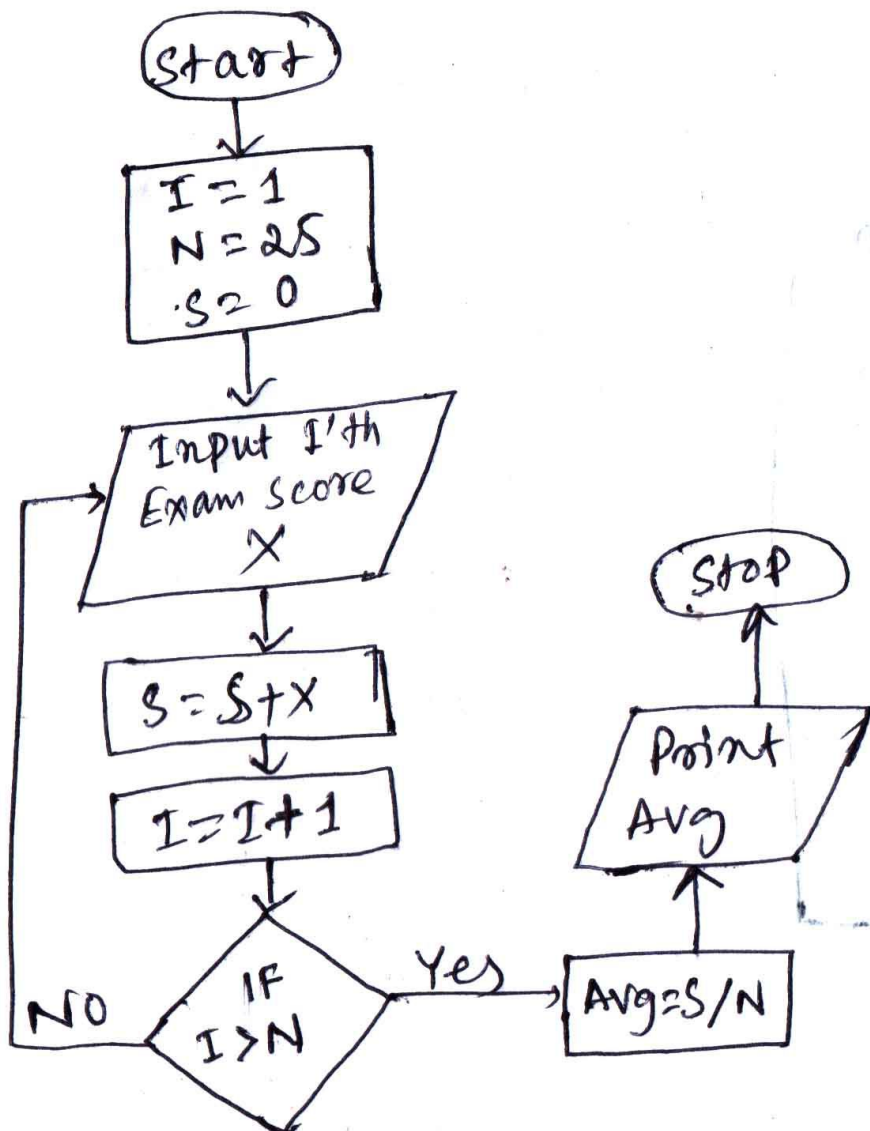 Start
I = 1
N = 25
S = 0
Input I'th
Exam score
X
S = S+X
I = I+1
IF
I > N
NO
Yes
Avg=S/N
Print
Avg
Stop